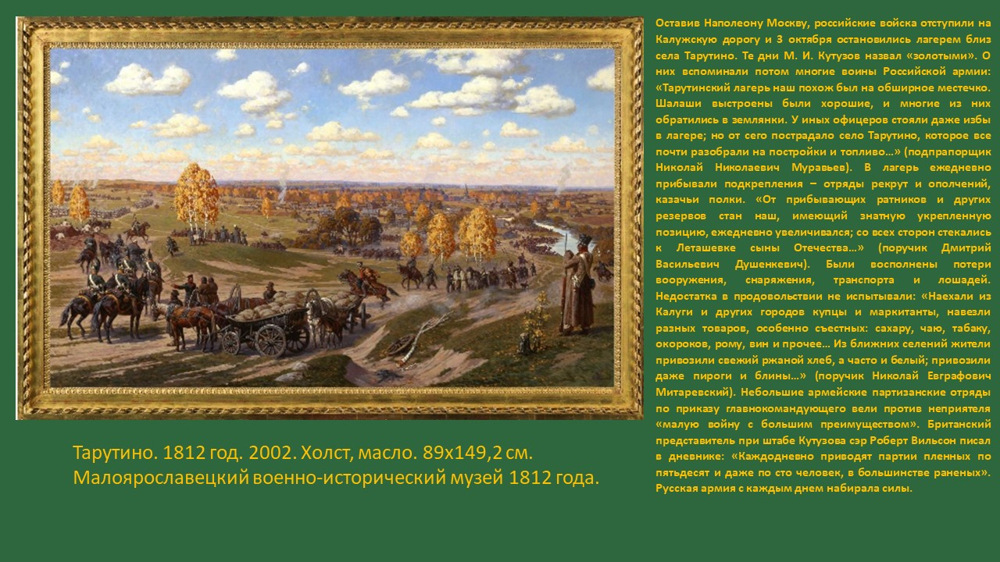 Оставив Наполеону Москву, российские войска отступили на
Калужскую дорогу и 3 октября остановились лагерем близ
села Тарутино. Те дни М. И. Кутузов назвал «золотыми». О
них вспоминали потом многие воины Российской армии:
«Тарутинский лагерь наш похож был на обширное местечко.
Шалаши выстроены были хорошие, и многие из них
обратились в землянки. У иных офицеров стояли даже избы
в лагере; но от сего пострадало село Тарутино, которое все
почти разобрали на постройки и топливо…» (подпрапорщик
Николай Николаевич Муравьев). В лагерь ежедневно
прибывали подкрепления – отряды рекрут и ополчений,
казачьи полки. «От прибывающих ратников и других
резервов стан наш, имеющий знатную укрепленную
позицию, ежедневно увеличивался; со всех сторон стекались
к Леташевке сыны Отечества…» (поручик Дмитрий
Васильевич Душенкевич). Были восполнены потери
вооружения, снаряжения, транспорта и лошадей.
Недостатка в продовольствии не испытывали: «Наехали из
Калуги и других городов купцы и маркитанты, навезли
разных товаров, особенно съестных: сахару, чаю, табаку,
окороков, рому, вин и прочее… Из ближних селений жители
привозили свежий ржаной хлеб, а часто и белый; привозили
даже пироги и блины…» (поручик Николай Евграфович
Митаревский). Небольшие армейские партизанские отряды
по приказу главнокомандующего вели против неприятеля
«малую войну с большим преимуществом». Британский
представитель при штабе Кутузова сэр Роберт Вильсон писал
в дневнике: «Каждодневно приводят партии пленных по
пятьдесят и даже по сто человек, в большинстве раненых».
Русская армия с каждым днем набирала силы.
Тарутино. 1812 год. 2002. Холст, масло. 89х149,2 см.
Малоярославецкий военно-исторический музей 1812 года.